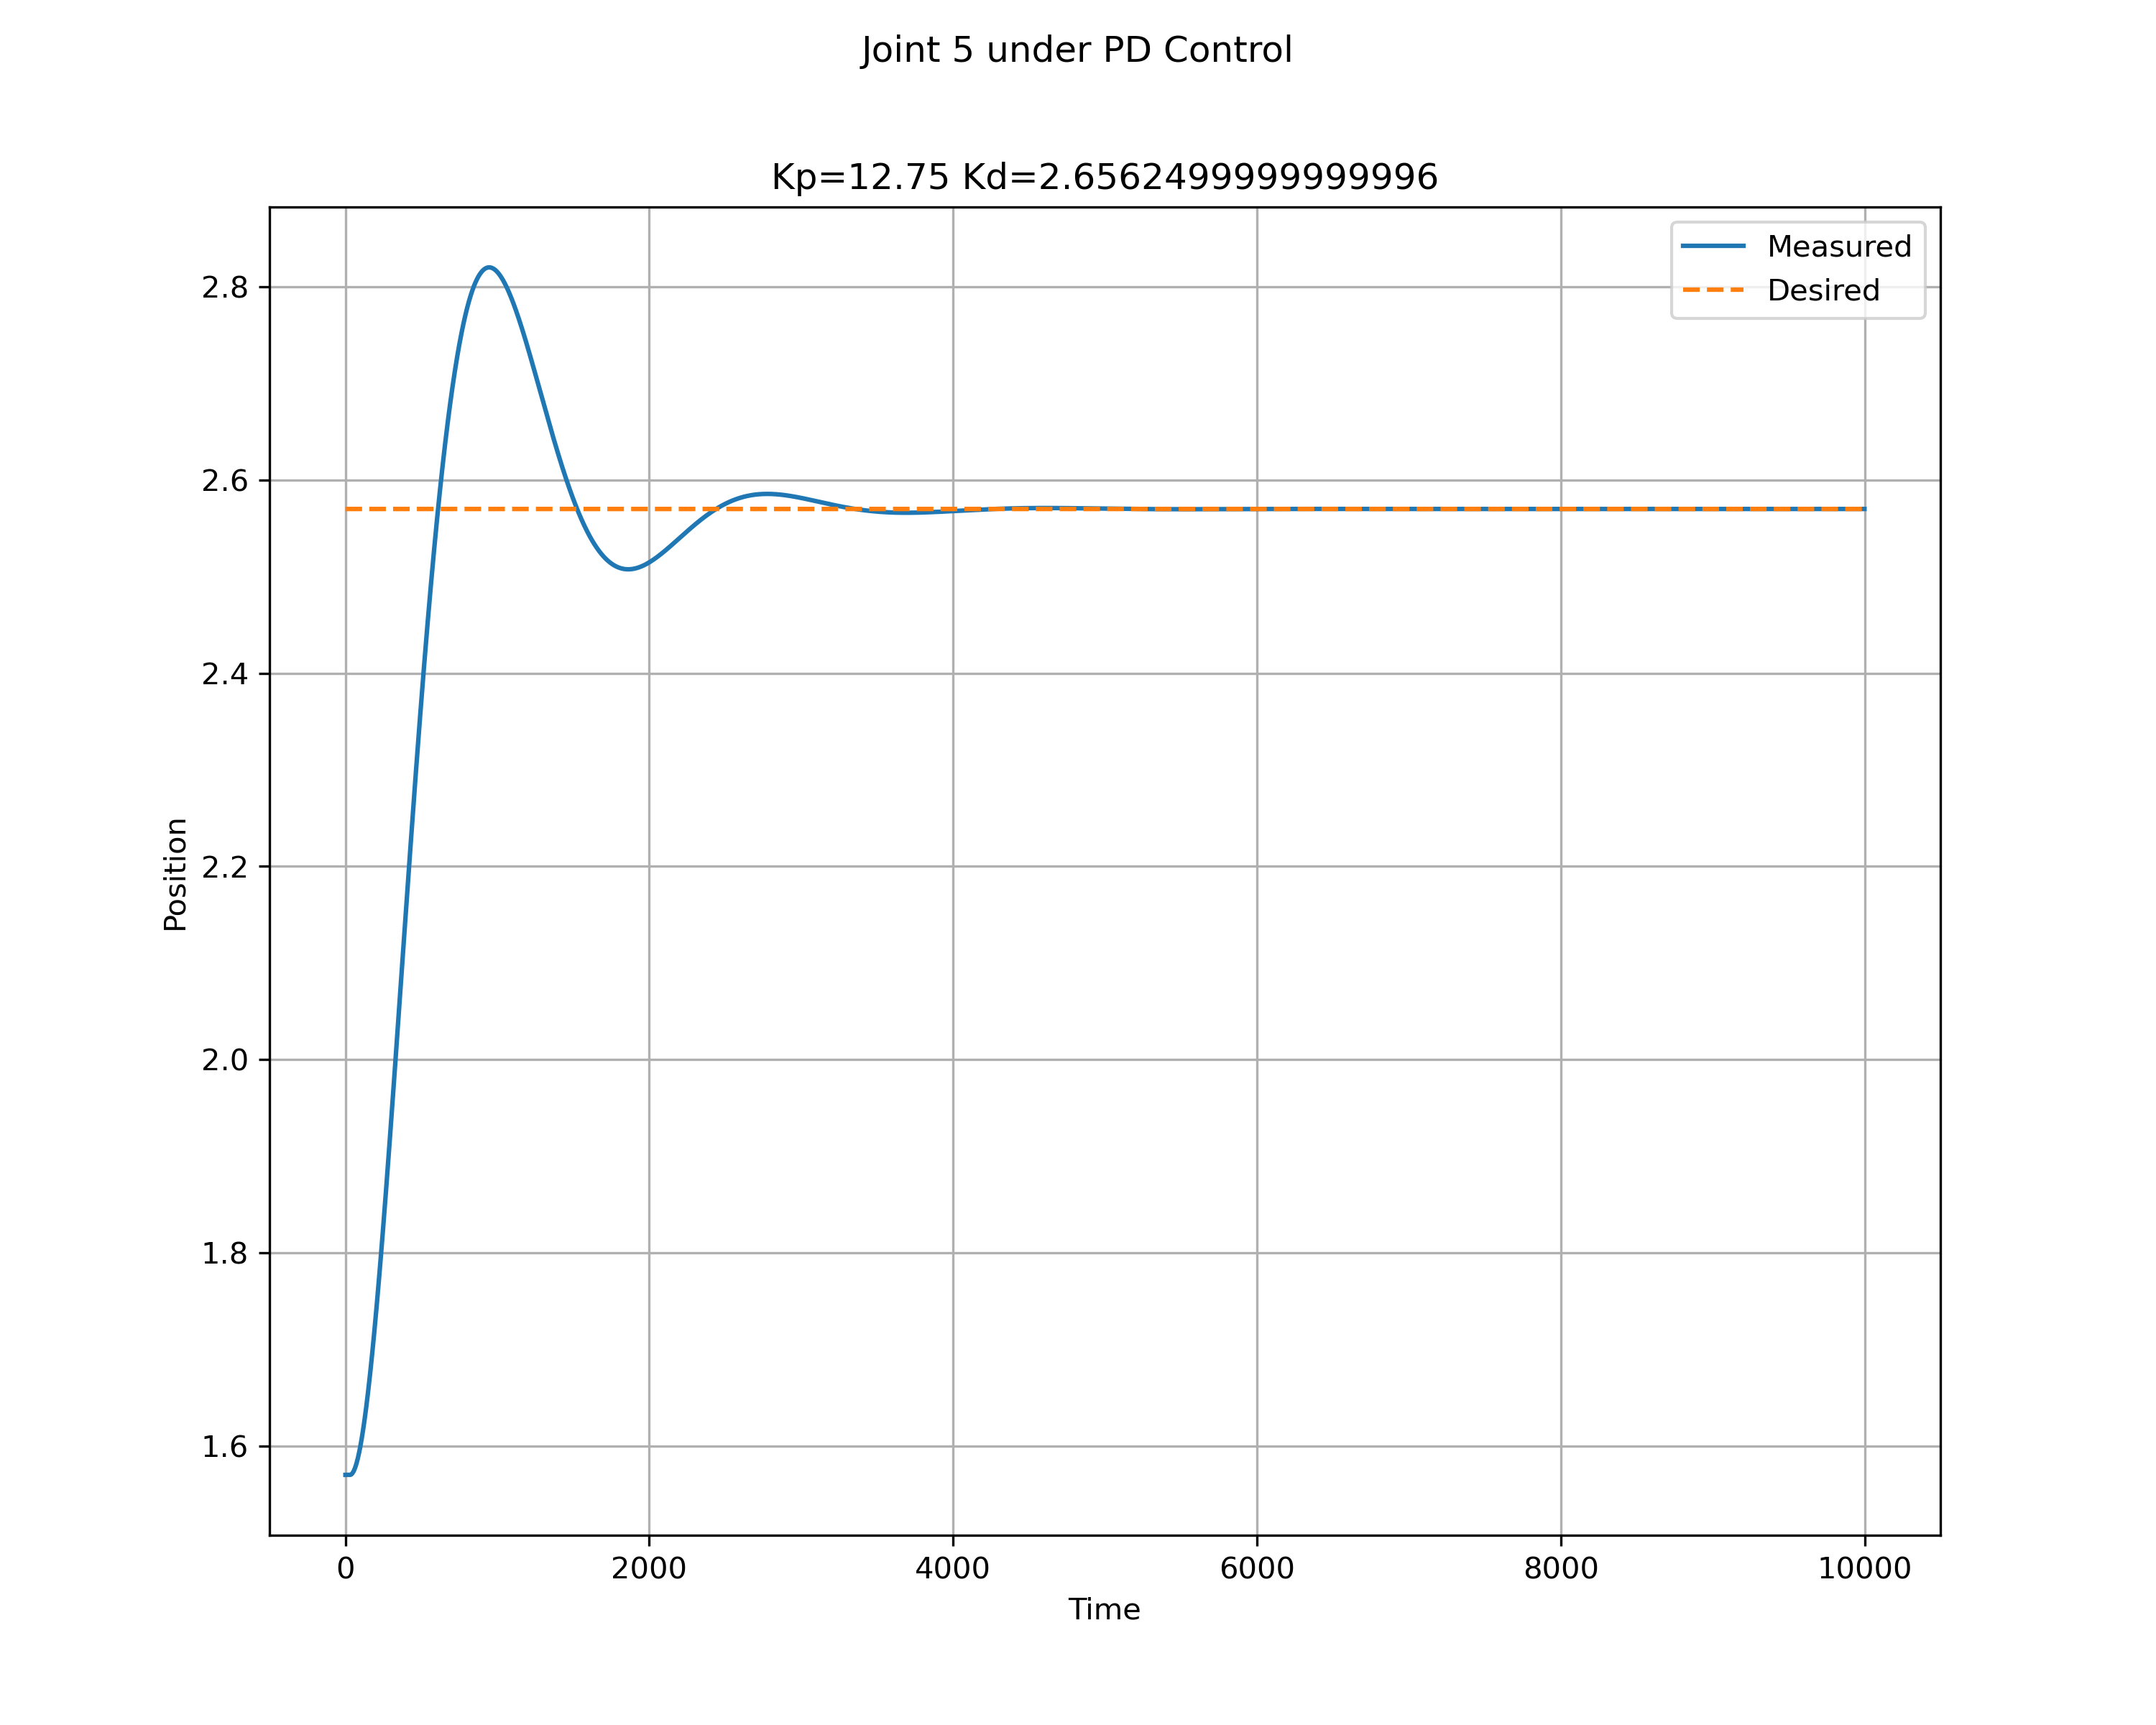 Joint 5 under PD Control
Kp=12.75 Kd=2.6562499999999996
Measured
Desired
2.8
2.6
2.4
2.2
2.0
1.8
1.6
Position
0 2000 4000 6000 8000 10000
Time